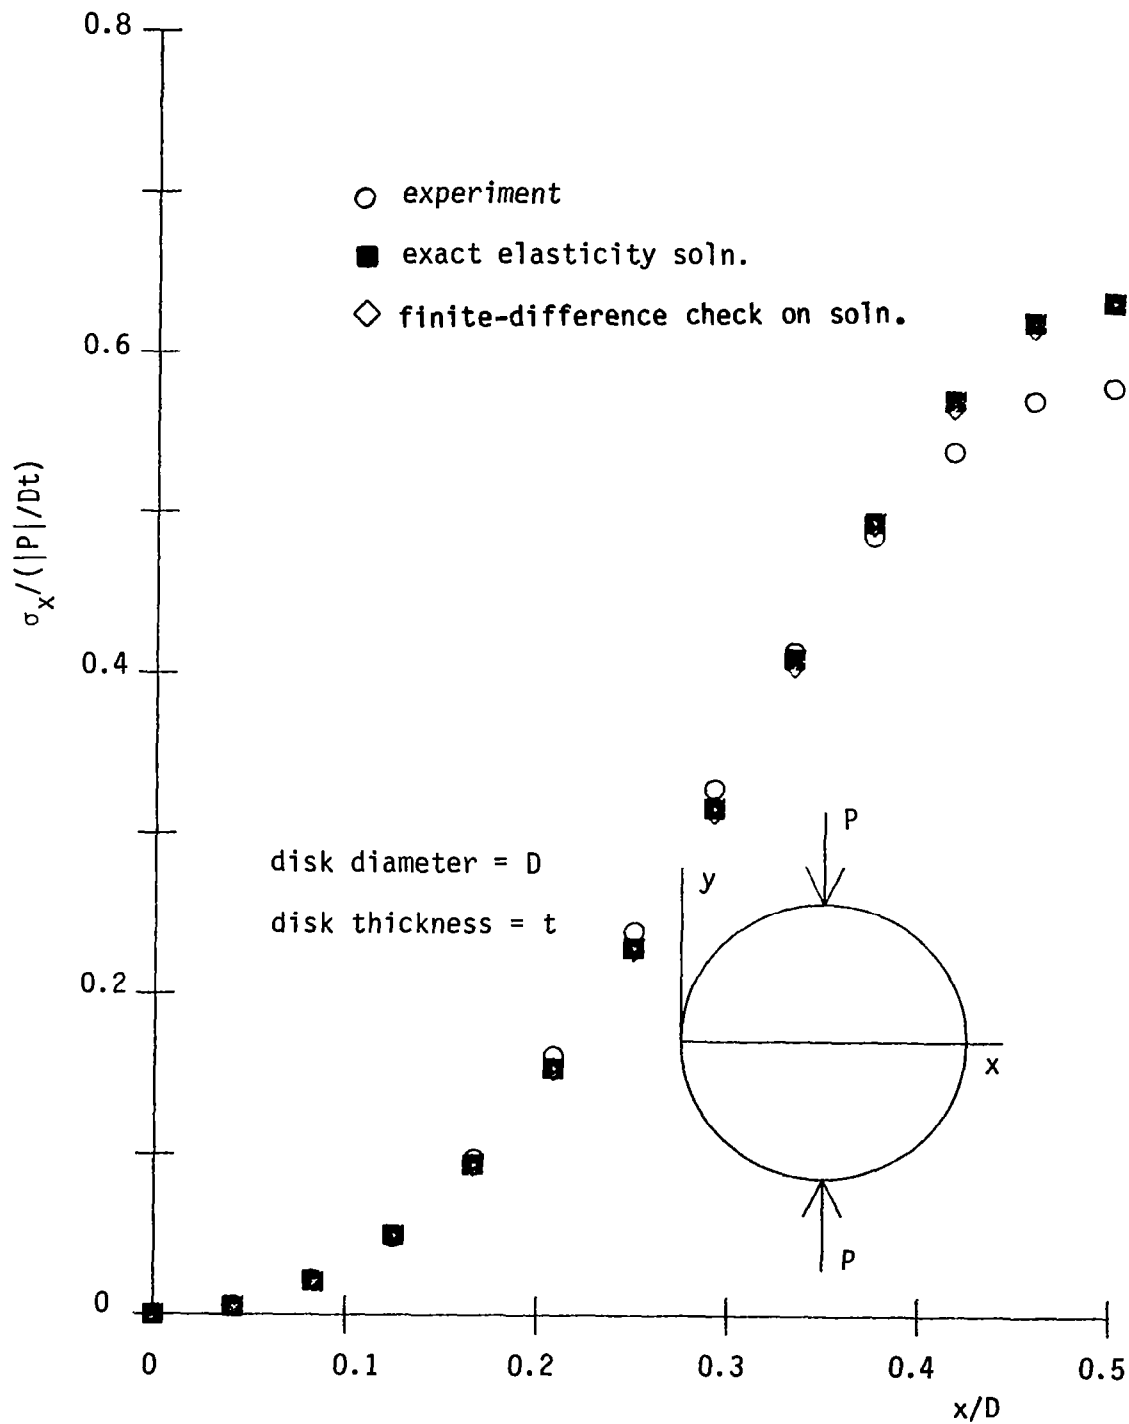 0.8
experiment
exact elasticity soln.
finite-difference check on soln.
0.6
σx/(|P|/Dt)
0.4
P
disk diameter = D
y
disk thickness = t
0.2
x
P
0
0 0.1 0.2 0.3 0.4 0.5
x/D